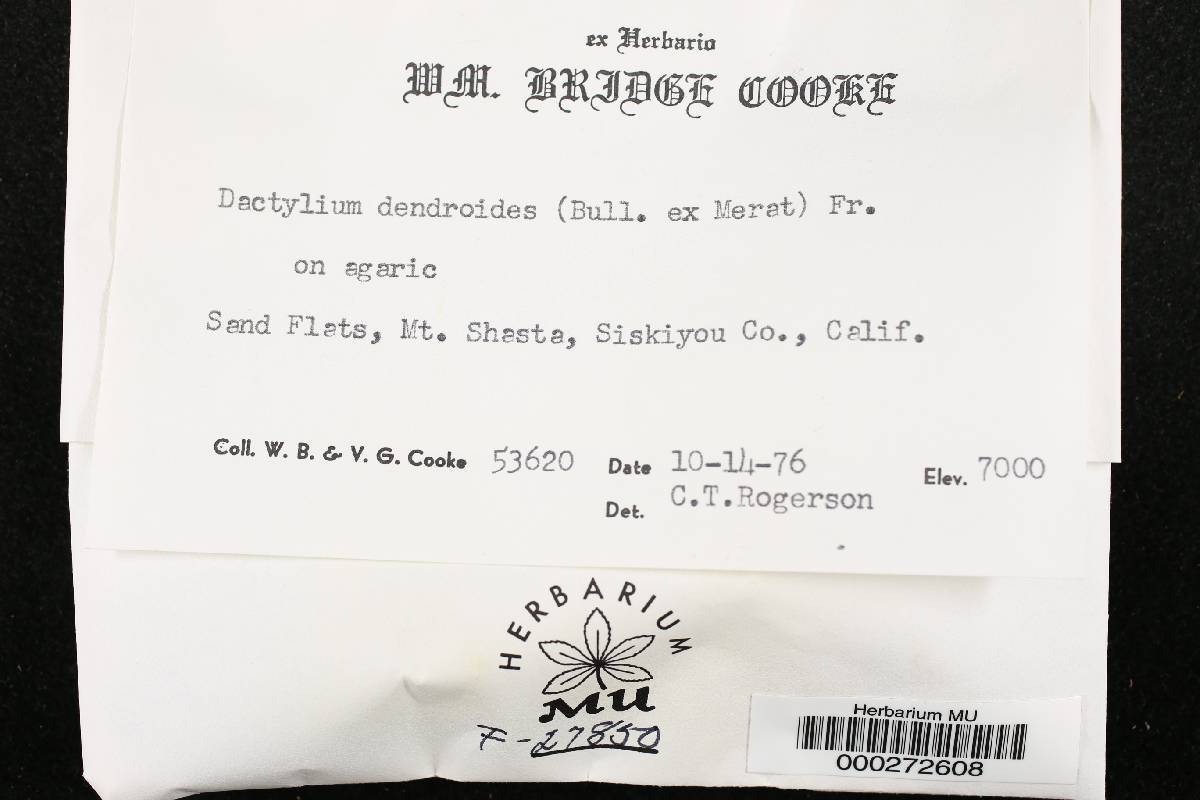 ex Herbario
WM. BRIDGE COOKE
Dactylium dendroides (Bull. ex Merat) Fr.
on agaric
Sand Flats, Mt. Shasta, Siskiyou Co., Calif.
Coll. W. B. & V. G. Cooke 53620 Date 10-14-76 Elev. 7000
Det. C.T.Rogerson
HERBARIUM
MU
F-27850
Herbarium MU
000272608